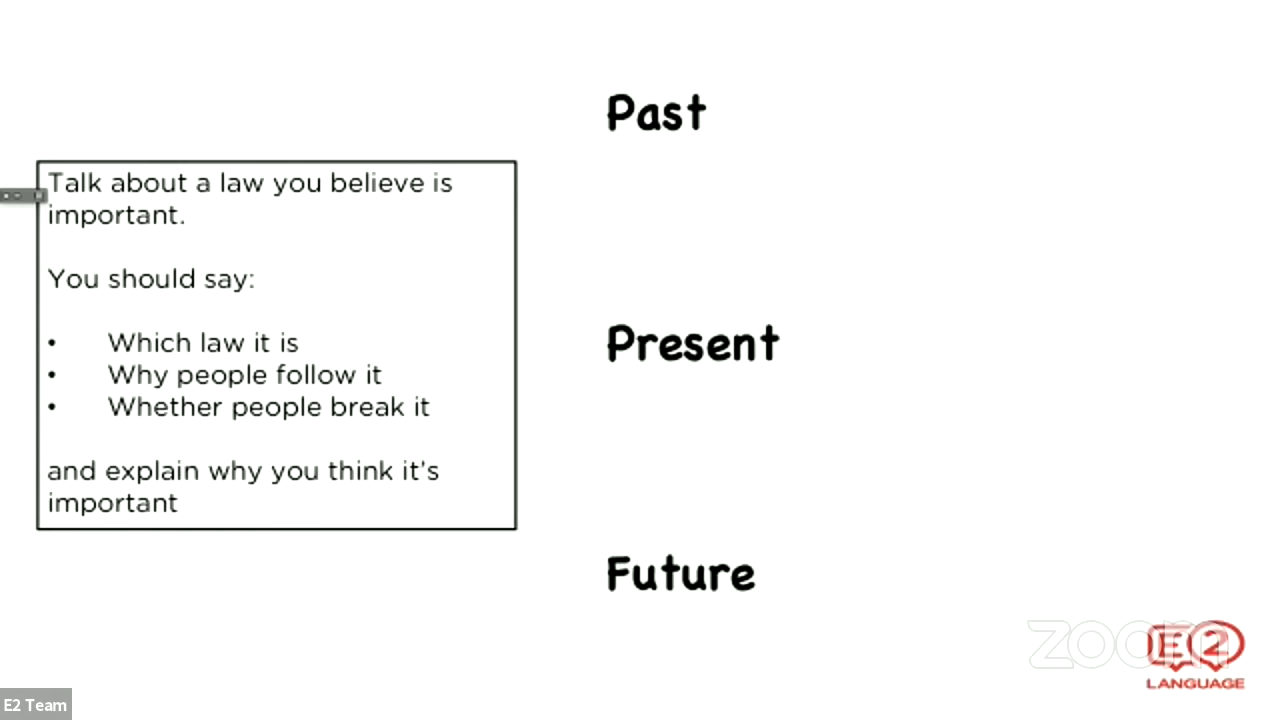 Past
Talk about a law you believe is
important.
You should say:
• Which law it is
• Why people follow it
• Whether people break it
and explain why you think it's
important
Present
Future
zoom
E2
LANGUAGE
E2 Team